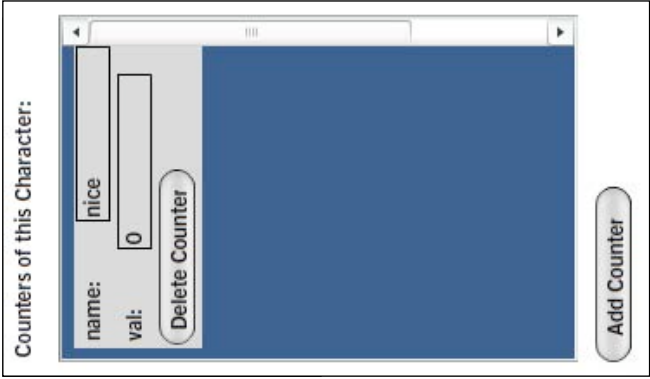 Counters of this Character:
name: nice
val: 0
Delete Counter
Add Counter